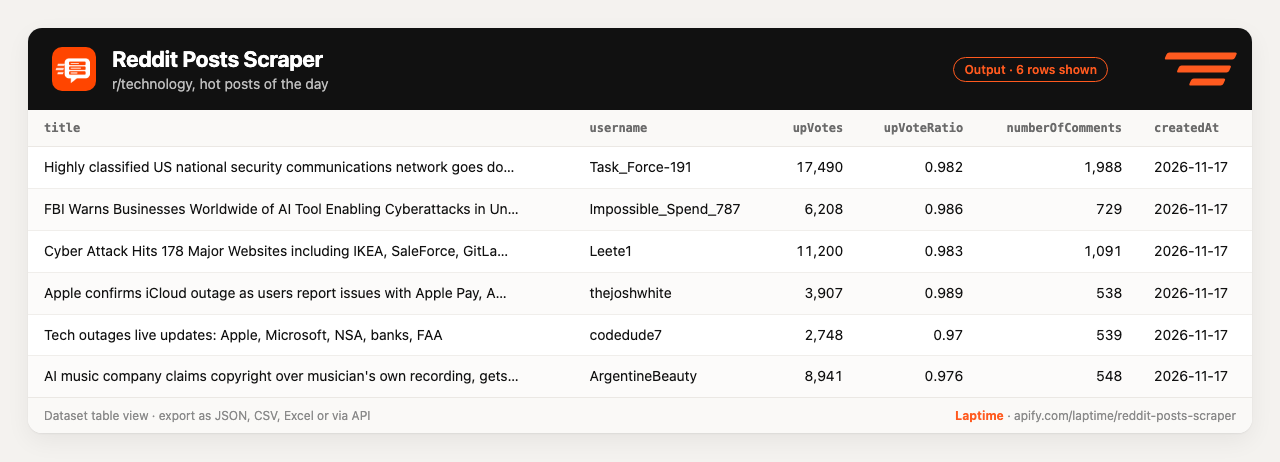 Reddit Posts Scraper
r/technology, hot posts of the day
Output · 6 rows shown
title username upVotes upVoteRatio numberOfComments createdAt
Highly classified US national security communications network goes do... Task_Force-191 17,490 0.982 1,988 2026-11-17
FBI Warns Businesses Worldwide of AI Tool Enabling Cyberattacks in Un... Impossible_Spend_787 6,208 0.986 729 2026-11-17
Cyber Attack Hits 178 Major Websites including IKEA, SaleForce, GitLa... Leete1 11,200 0.983 1,091 2026-11-17
Apple confirms iCloud outage as users report issues with Apple Pay, A... thejoshwhite 3,907 0.989 538 2026-11-17
Tech outages live updates: Apple, Microsoft, NSA, banks, FAA codedude7 2,748 0.97 539 2026-11-17
AI music company claims copyright over musician's own recording, gets... ArgentineBeauty 8,941 0.976 548 2026-11-17
Dataset table view · export as JSON, CSV, Excel or via API
Laptime · apify.com/laptime/reddit-posts-scraper